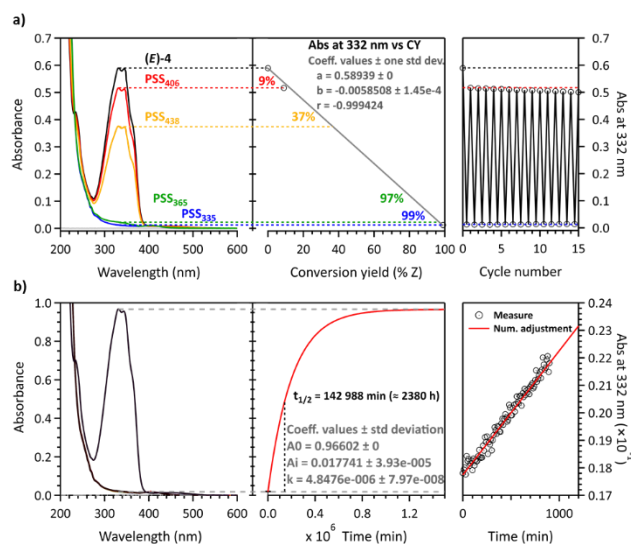 a)
0.7
0.6
0.5
0.4
0.3
0.2
0.1
0.0
Absorbance
(E)-4
PSS406
PSS438
PSS365
PSS335
200 300 400 500 600
Wavelength (nm)
Abs at 332 nm vs CY
Coeff. values ± one std dev.
a = 0.58939 ± 0
b = -0.0058508 ± 1.45e-4
r = -0.999424
9%
37%
97%
99%
0 20 40 60 80 100
Conversion yield (% Z)
0.7
0.6
0.5
0.4
0.3
0.2
0.1
0.0
Abs at 332 nm
0 5 10 15
Cycle number
b)
1.0
0.8
0.6
0.4
0.2
0.0
Absorbance
200 300 400 500 600
Wavelength (nm)
t1/2 = 142 988 min (≈ 2380 h)
Coeff. values ± std deviation
A0 = 0.96602 ± 0
Ai = 0.017741 ± 3.93e-005
k = 4.8476e-006 ± 7.97e-008
0.0 0.4 0.8 1.2
x 10⁶ Time (min)
Measure
Num. adjustment
0.24
0.23
0.22
0.21
0.20
0.19
0.18
0.17
Abs at 332 nm (×10⁻¹)
0 500 1000
Time (min)